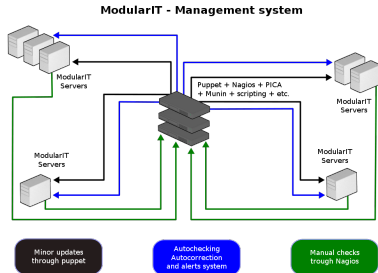 ModularIT - Management system
ModularIT
Servers
Puppet + Nagios + PICA
+ Munin + scripting + etc.
ModularIT
Servers
ModularIT
Servers
ModularIT
Servers
Minor updates
through puppet
Autochecking
Autocorrection
and alerts system
Manual checks
trough Nagios